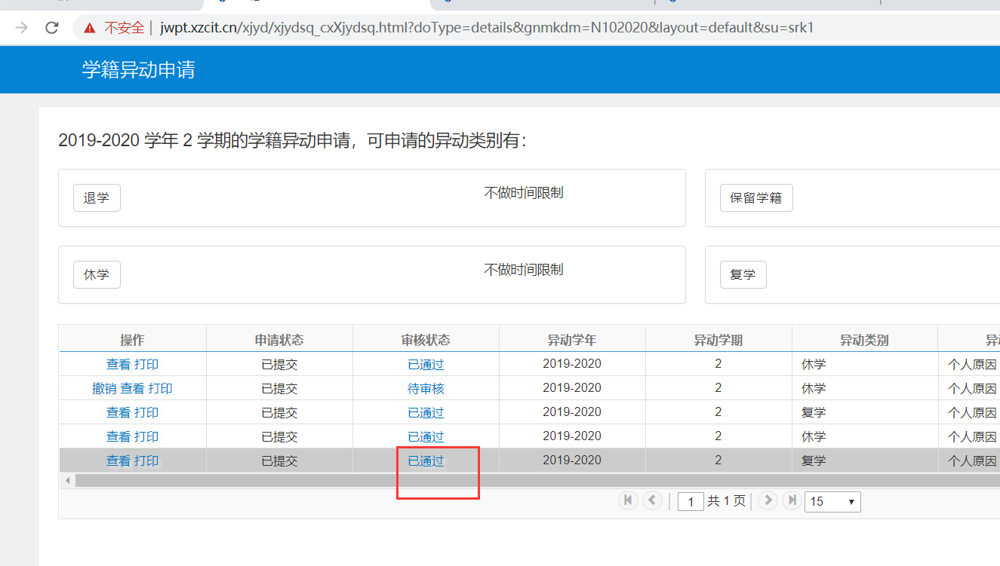 不安全 | jwpt.xzcit.cn/xjyd/xjydsq_cxXjydsq.html?doType=details&gnmkdm=N102020&layout=default&su=srk1
学籍异动申请
2019-2020 学年 2 学期的学籍异动申请，可申请的异动类别有：
退学 不做时间限制 保留学籍
休学 不做时间限制 复学
操作 申请状态 审核状态 异动学年 异动学期 异动类别
查看 打印 已提交 已通过 2019-2020 2 休学 个人原因
撤销 查看 打印 已提交 待审核 2019-2020 2 休学 个人原因
查看 打印 已提交 已通过 2019-2020 2 复学 个人原因
查看 打印 已提交 已通过 2019-2020 2 休学 个人原因
查看 打印 已提交 已通过 2019-2020 2 复学 个人原因
1 共 1 页 15